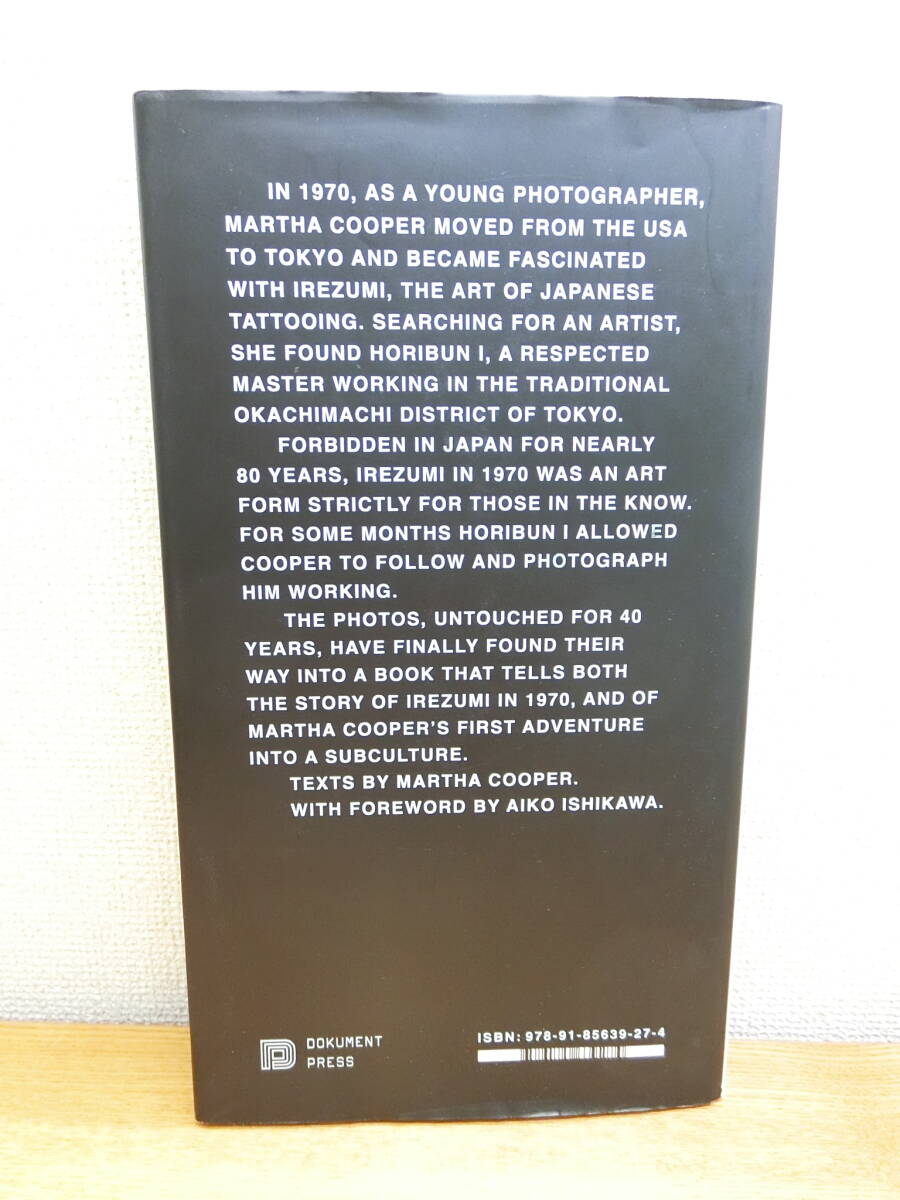 IN 1970, AS A YOUNG PHOTOGRAPHER,
MARTHA COOPER MOVED FROM THE USA
TO TOKYO AND BECAME FASCINATED
WITH IREZUMI, THE ART OF JAPANESE
TATTOOING. SEARCHING FOR AN ARTIST,
SHE FOUND HORIBUN I, A RESPECTED
MASTER WORKING IN THE TRADITIONAL
OKACHIMACHI DISTRICT OF TOKYO.
FORBIDDEN IN JAPAN FOR NEARLY
80 YEARS, IREZUMI IN 1970 WAS AN ART
FORM STRICTLY FOR THOSE IN THE KNOW.
FOR SOME MONTHS HORIBUN I ALLOWED
COOPER TO FOLLOW AND PHOTOGRAPH
HIM WORKING.
THE PHOTOS, UNTOUCHED FOR 40
YEARS, HAVE FINALLY FOUND THEIR
WAY INTO A BOOK THAT TELLS BOTH
THE STORY OF IREZUMI IN 1970, AND OF
MARTHA COOPER'S FIRST ADVENTURE
INTO A SUBCULTURE.
TEXTS BY MARTHA COOPER.
WITH FOREWORD BY AIKO ISHIKAWA.
DOKUMENT
PRESS
ISBN: 978-91-85639-27-4